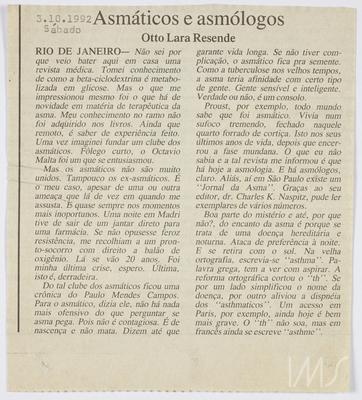 3.10.1992
Sábado
Asmáticos e asmólogos
Otto Lara Resende
RIO DE JANEIRO— Não sei por
que veio bater aqui em casa uma
revista médica. Tomei conhecimento
de como a beta-ciclodextrina é metabo-
lizada em glicose. Mas o que me
impressionou mesmo foi o que há de
novidade em matéria de terapêutica da
asma. Meu conhecimento no ramo não
foi adquirido nos livros. Ainda que
remoto, é saber de experiência feito.
Uma vez imaginei fundar um clube dos
asmáticos. Fôlego curto, o Octavio
Malta foi um que se entusiasmou.
Mas os asmáticos não são muito
unidos. Tampouco os ex-asmáticos. É
o meu caso, apesar de uma ou outra
ameaça que lá de vez em quando me
assusta. E quase sempre nos momentos
mais inoportunos. Uma noite em Madri
tive de sair de um jantar direto para
uma farmácia. Se não opusesse feroz
resistência, me recolhiam a um pron-
to-socorro com direito a balão de
oxigênio. Lá se vão 20 anos. Foi
minha última crise, espero. Última,
isto é, derradeira.
Do tal clube dos asmáticos ficou uma
crônica do Paulo Mendes Campos.
Para o asmático, dizia ele, não há nada
mais ofensivo do que perguntar se
asma pega. Pois não é contagiosa. É de
nascença e não mata. Dizem até que
garante vida longa. Se não tiver com-
plicação, o asmático fica pra semente.
Como a tuberculose nos velhos tempos,
a asma teria afinidade com certo tipo
de gente. Gente sensível e inteligente.
Verdade ou não, é um consolo.
Proust, por exemplo, todo mundo
sabe que foi asmático. Vivia num
sufoco tremendo, fechado naquele
quarto forrado de cortiça. Isto nos seus
últimos anos de vida, depois que encer-
rou a fase mundana. O que eu não
sabia e a tal revista me informou é que
há hoje a asmologia. E há asmólogos,
claro. Aliás, aí em São Paulo existe um
"Jornal da Asma". Graças ao seu
editor, dr. Charles K. Naspitz, pude ler
exemplares de vários números.
Boa parte do mistério e até, por que
não?, do encanto da asma é porque se
trata de uma doença hereditária e
noturna. Ataca de preferência à noite.
E se retira com o sol. Na velha
ortografia, escrevia-se "asthma". Pa-
lavra grega, tem a ver com aspirar. A
reforma ortográfica cortou o "th". Se
por um lado simplificou o nome da
doença, por outro aliviou a dispnéia
dos "asthmaticos". Um acesso em
Paris, por exemplo, ainda hoje é bem
mais grave. O "th" não soa, mas em
francês ainda se escreve "asthme".
IMS